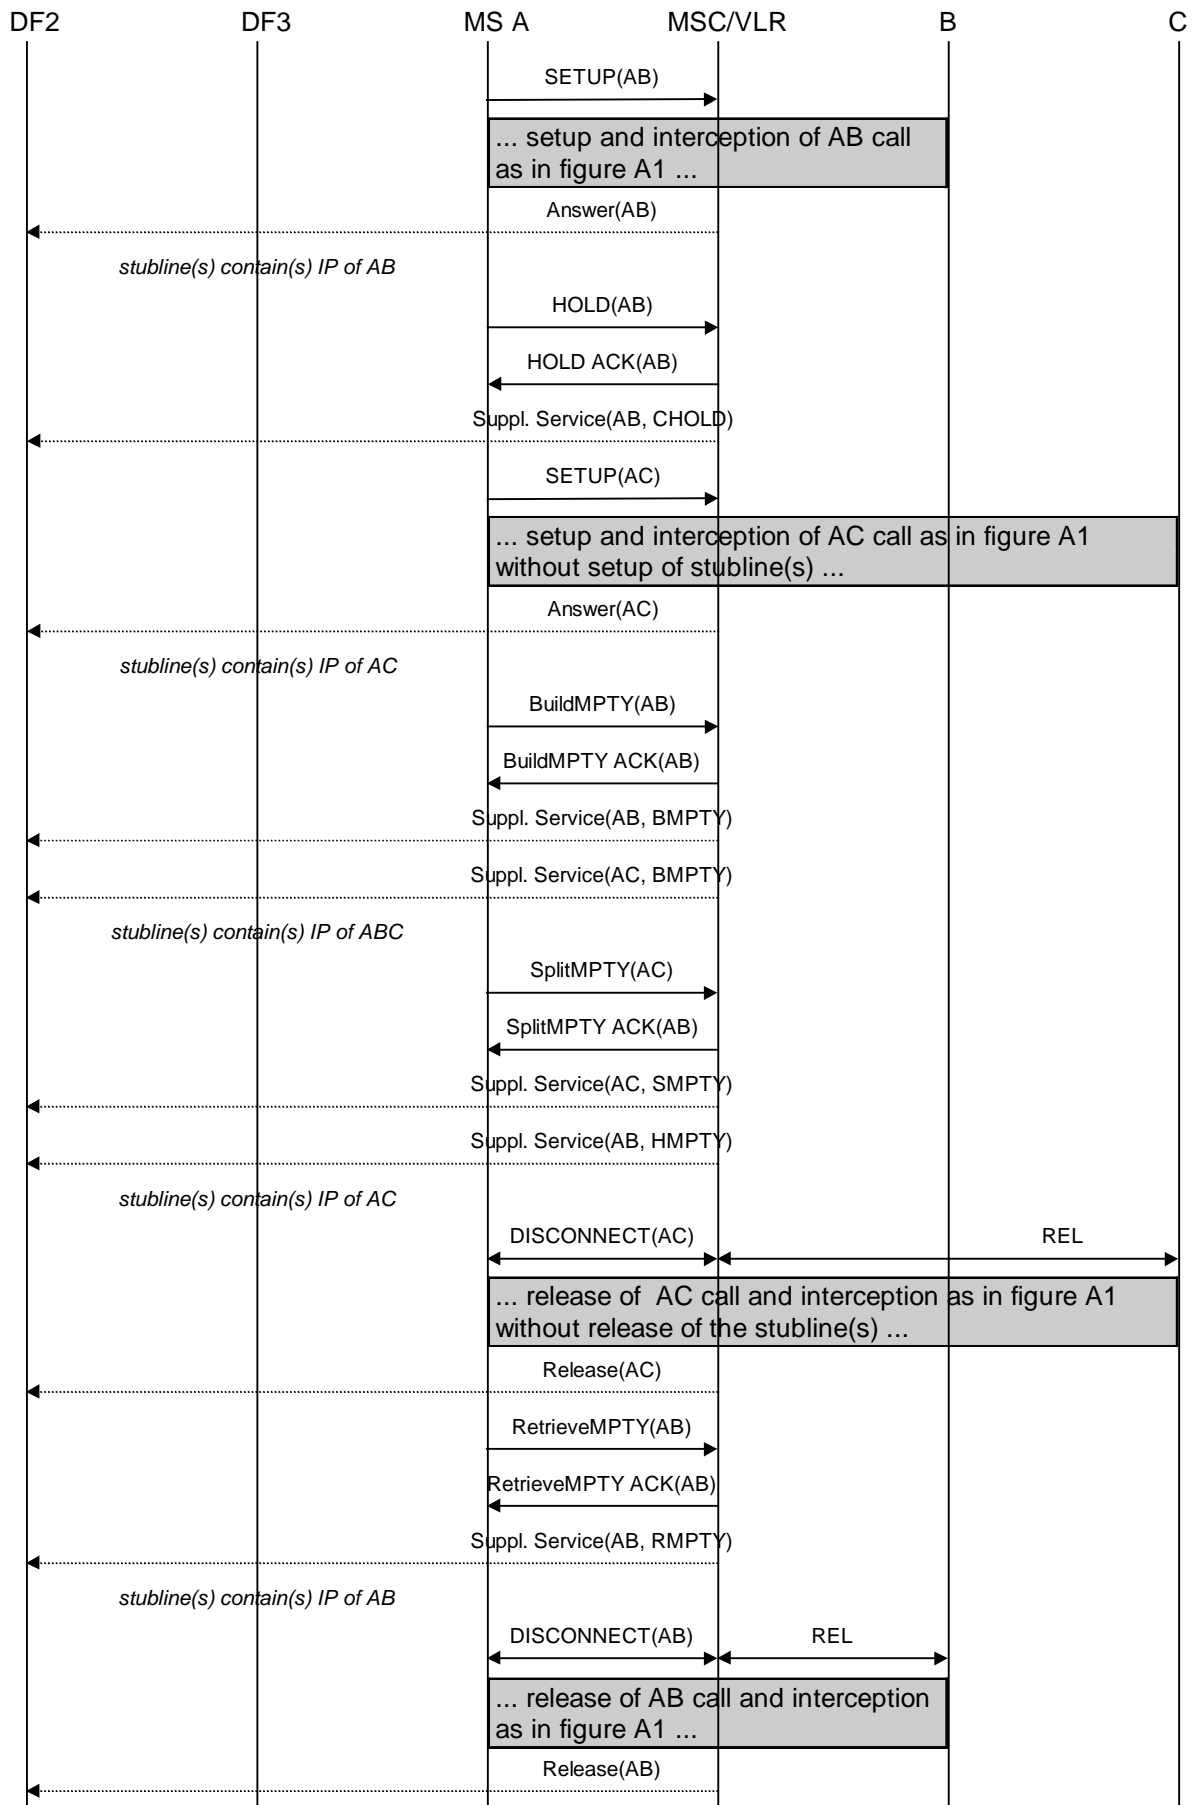 DF2 DF3 MS A MSC/VLR B C
SETUP(AB)
... setup and interception of AB call
as in figure A1 ...
Answer(AB)
stubline(s) contain(s) IP of AB
HOLD(AB)
HOLD ACK(AB)
Suppl. Service(AB, CHOLD)
SETUP(AC)
... setup and interception of AC call as in figure A1
without setup of stubline(s) ...
Answer(AC)
stubline(s) contain(s) IP of AC
BuildMPTY(AB)
BuildMPTY ACK(AB)
Suppl. Service(AB, BMPTY)
Suppl. Service(AC, BMPTY)
stubline(s) contain(s) IP of ABC
SplitMPTY(AC)
SplitMPTY ACK(AB)
Suppl. Service(AC, SMPTY)
Suppl. Service(AB, HMPTY)
stubline(s) contain(s) IP of AC
DISCONNECT(AC) REL
... release of  AC call and interception as in figure A1
without release of the stubline(s) ...
Release(AC)
RetrieveMPTY(AB)
RetrieveMPTY ACK(AB)
Suppl. Service(AB, RMPTY)
stubline(s) contain(s) IP of AB
DISCONNECT(AB) REL
... release of AB call and interception
as in figure A1 ...
Release(AB)